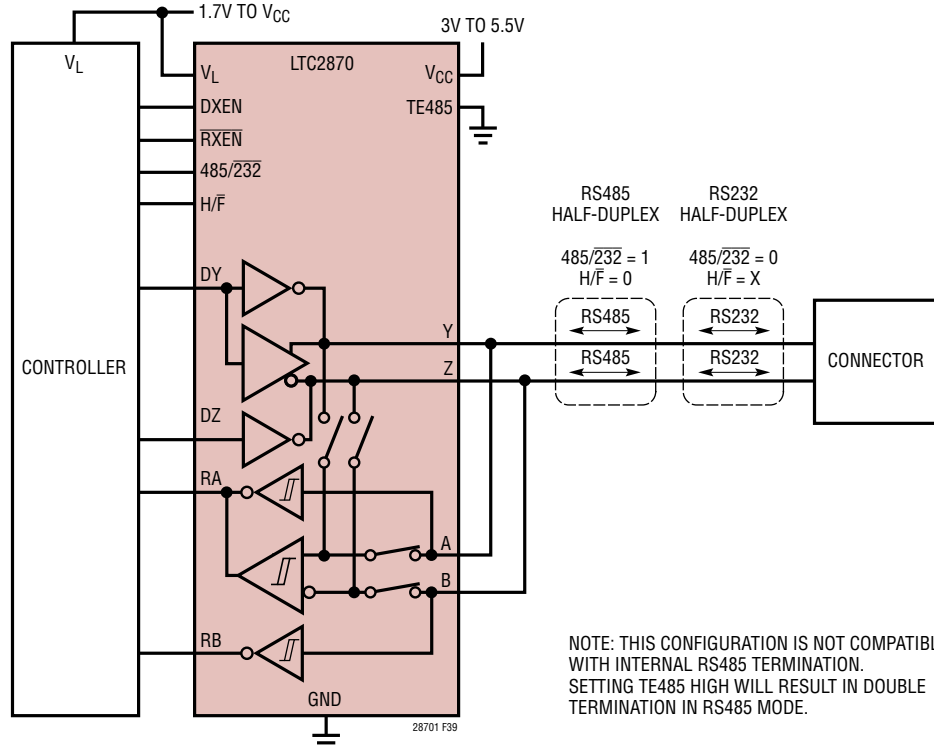 1.7V TO VCC
3V TO 5.5V
VL
LTC2870
VL
VCC
DXEN
TE485
RXEN
485/232
H/F
RS485
HALF-DUPLEX
485/232 = 1
H/F = 0
RS232
HALF-DUPLEX
485/232 = 0
H/F = X
DY
RS485
RS232
Y
RS485
RS232
Z
CONTROLLER
CONNECTOR
DZ
RA
A
B
RB
GND
28701 F39
NOTE: THIS CONFIGURATION IS NOT COMPATIBL
WITH INTERNAL RS485 TERMINATION.
SETTING TE485 HIGH WILL RESULT IN DOUBLE
TERMINATION IN RS485 MODE.